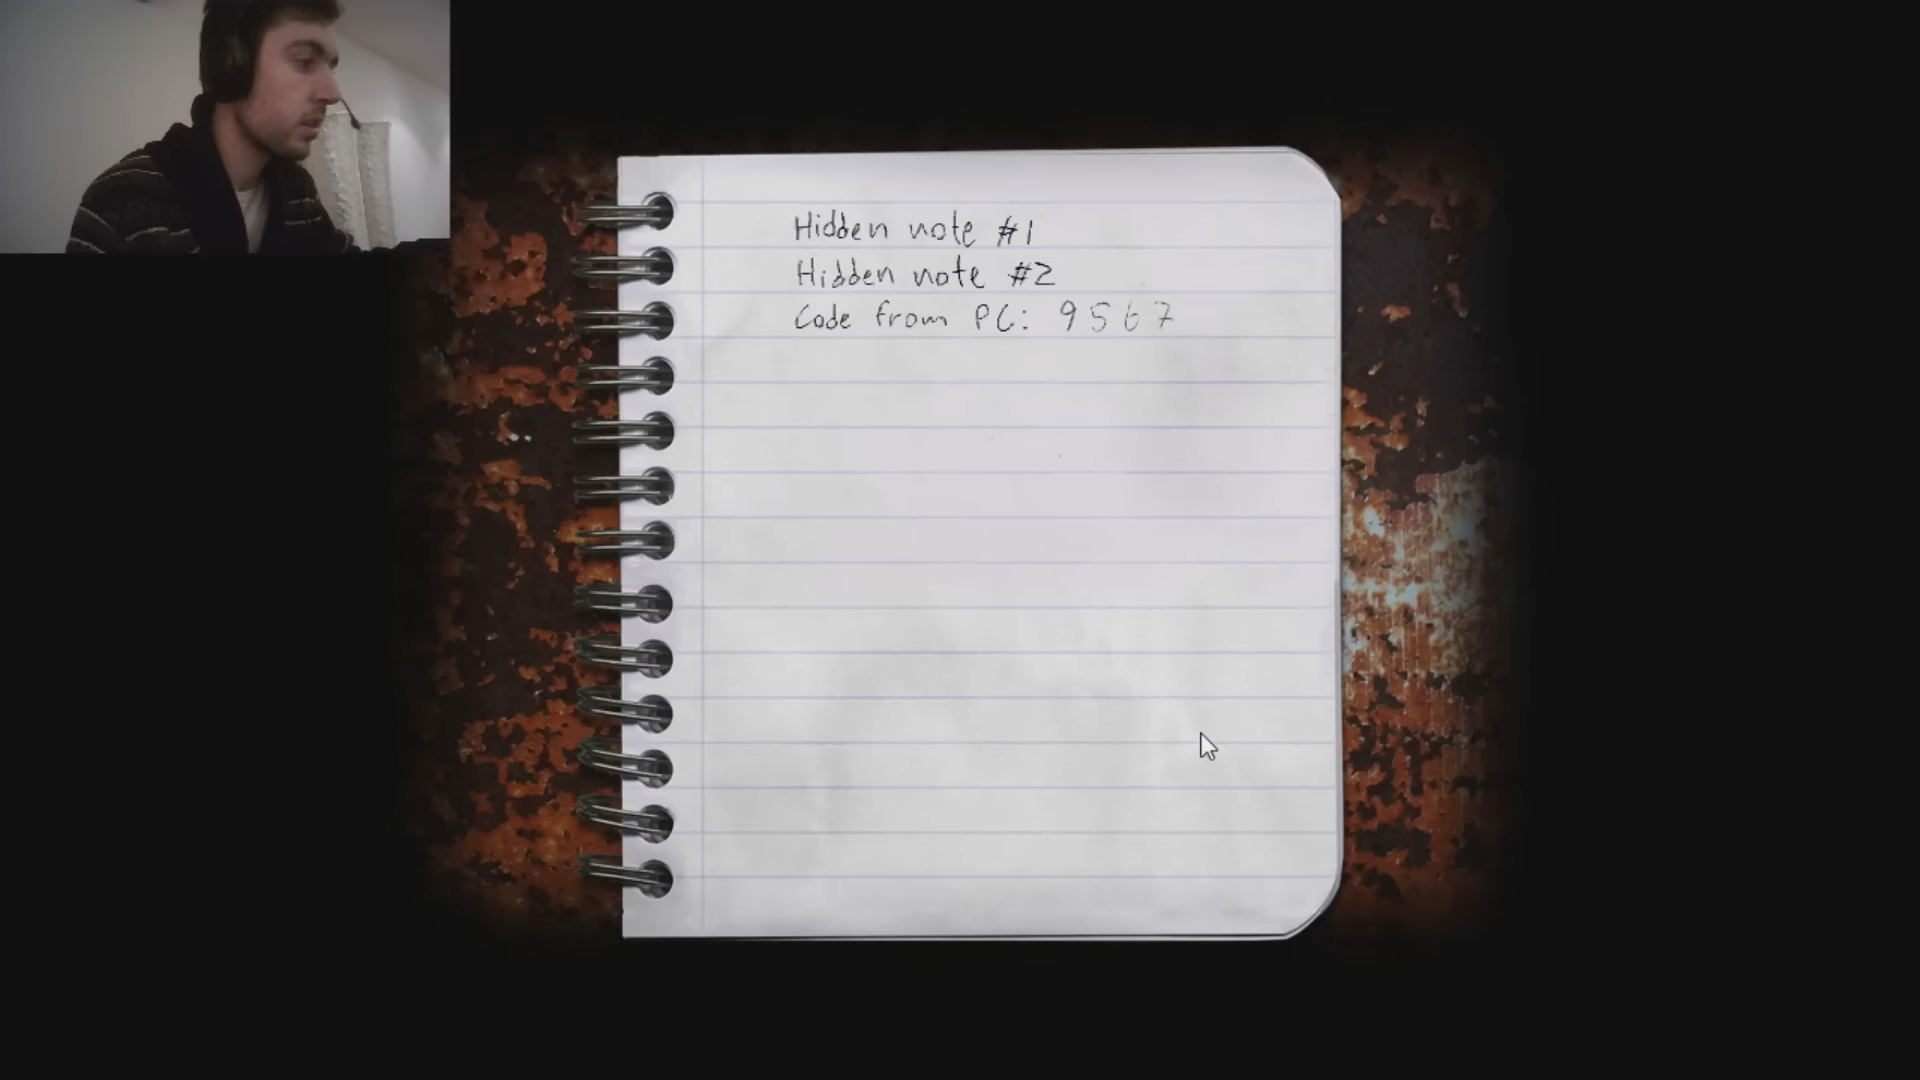 Hidden note #1
Hidden note #2
Code from PC: 9567